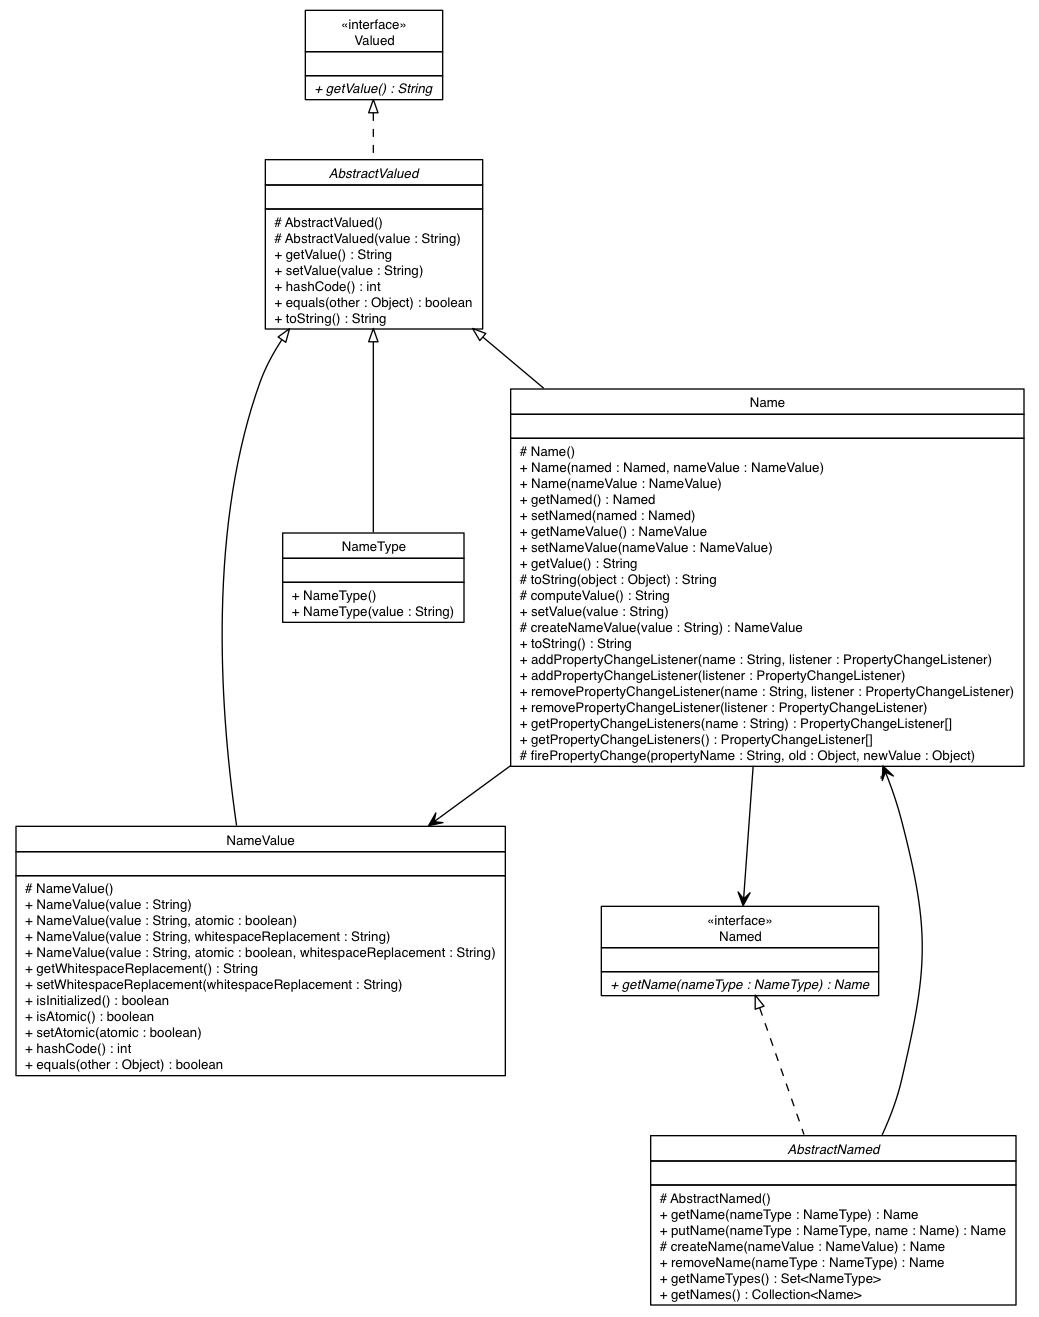 «interface»
Valued
+ getValue() : String
AbstractValued
# AbstractValued()
# AbstractValued(value : String)
+ getValue() : String
+ setValue(value : String)
+ hashCode() : int
+ equals(other : Object) : boolean
+ toString() : String
Name
# Name()
+ Name(named : Named, nameValue : NameValue)
+ Name(nameValue : NameValue)
+ getNamed() : Named
+ setNamed(named : Named)
+ getNameValue() : NameValue
+ setNameValue(nameValue : NameValue)
+ getValue() : String
# toString(object : Object) : String
# computeValue() : String
+ setValue(value : String)
# createNameValue(value : String) : NameValue
+ toString() : String
+ addPropertyChangeListener(name : String, listener : PropertyChangeListener)
+ addPropertyChangeListener(listener : PropertyChangeListener)
+ removePropertyChangeListener(name : String, listener : PropertyChangeListener)
+ removePropertyChangeListener(listener : PropertyChangeListener)
+ getPropertyChangeListeners(name : String) : PropertyChangeListener[]
+ getPropertyChangeListeners() : PropertyChangeListener[]
# firePropertyChange(propertyName : String, old : Object, newValue : Object)
NameType
+ NameType()
+ NameType(value : String)
NameValue
# NameValue()
+ NameValue(value : String)
+ NameValue(value : String, atomic : boolean)
+ NameValue(value : String, whitespaceReplacement : String)
+ NameValue(value : String, atomic : boolean, whitespaceReplacement : String)
+ getWhitespaceReplacement() : String
+ setWhitespaceReplacement(whitespaceReplacement : String)
+ isInitialized() : boolean
+ isAtomic() : boolean
+ setAtomic(atomic : boolean)
+ hashCode() : int
+ equals(other : Object) : boolean
«interface»
Named
+ getName(nameType : NameType) : Name
AbstractNamed
# AbstractNamed()
+ getName(nameType : NameType) : Name
+ putName(nameType : NameType, name : Name) : Name
# createName(nameValue : NameValue) : Name
+ removeName(nameType : NameType) : Name
+ getNameTypes() : Set<NameType>
+ getNames() : Collection<Name>